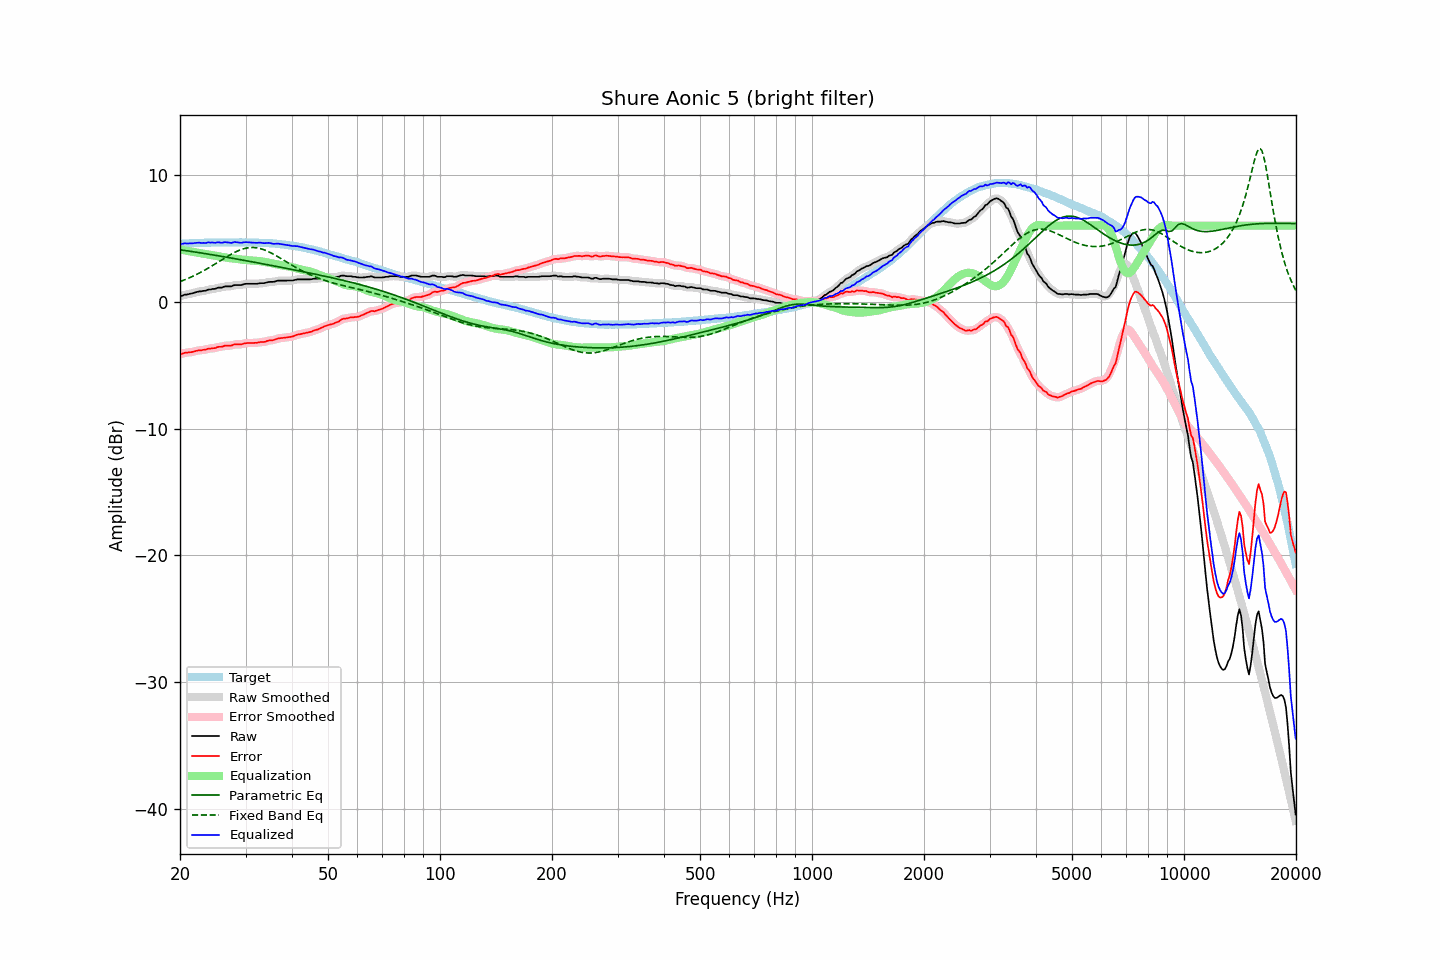 Shure Aonic 5 (bright filter)
Amplitude (dBr)
10
0
−10
−20
−30
−40
Target
Raw Smoothed
Error Smoothed
Raw
Error
Equalization
Parametric Eq
Fixed Band Eq
Equalized
20 50 100 200 500 1000 2000 5000 10000 20000
Frequency (Hz)